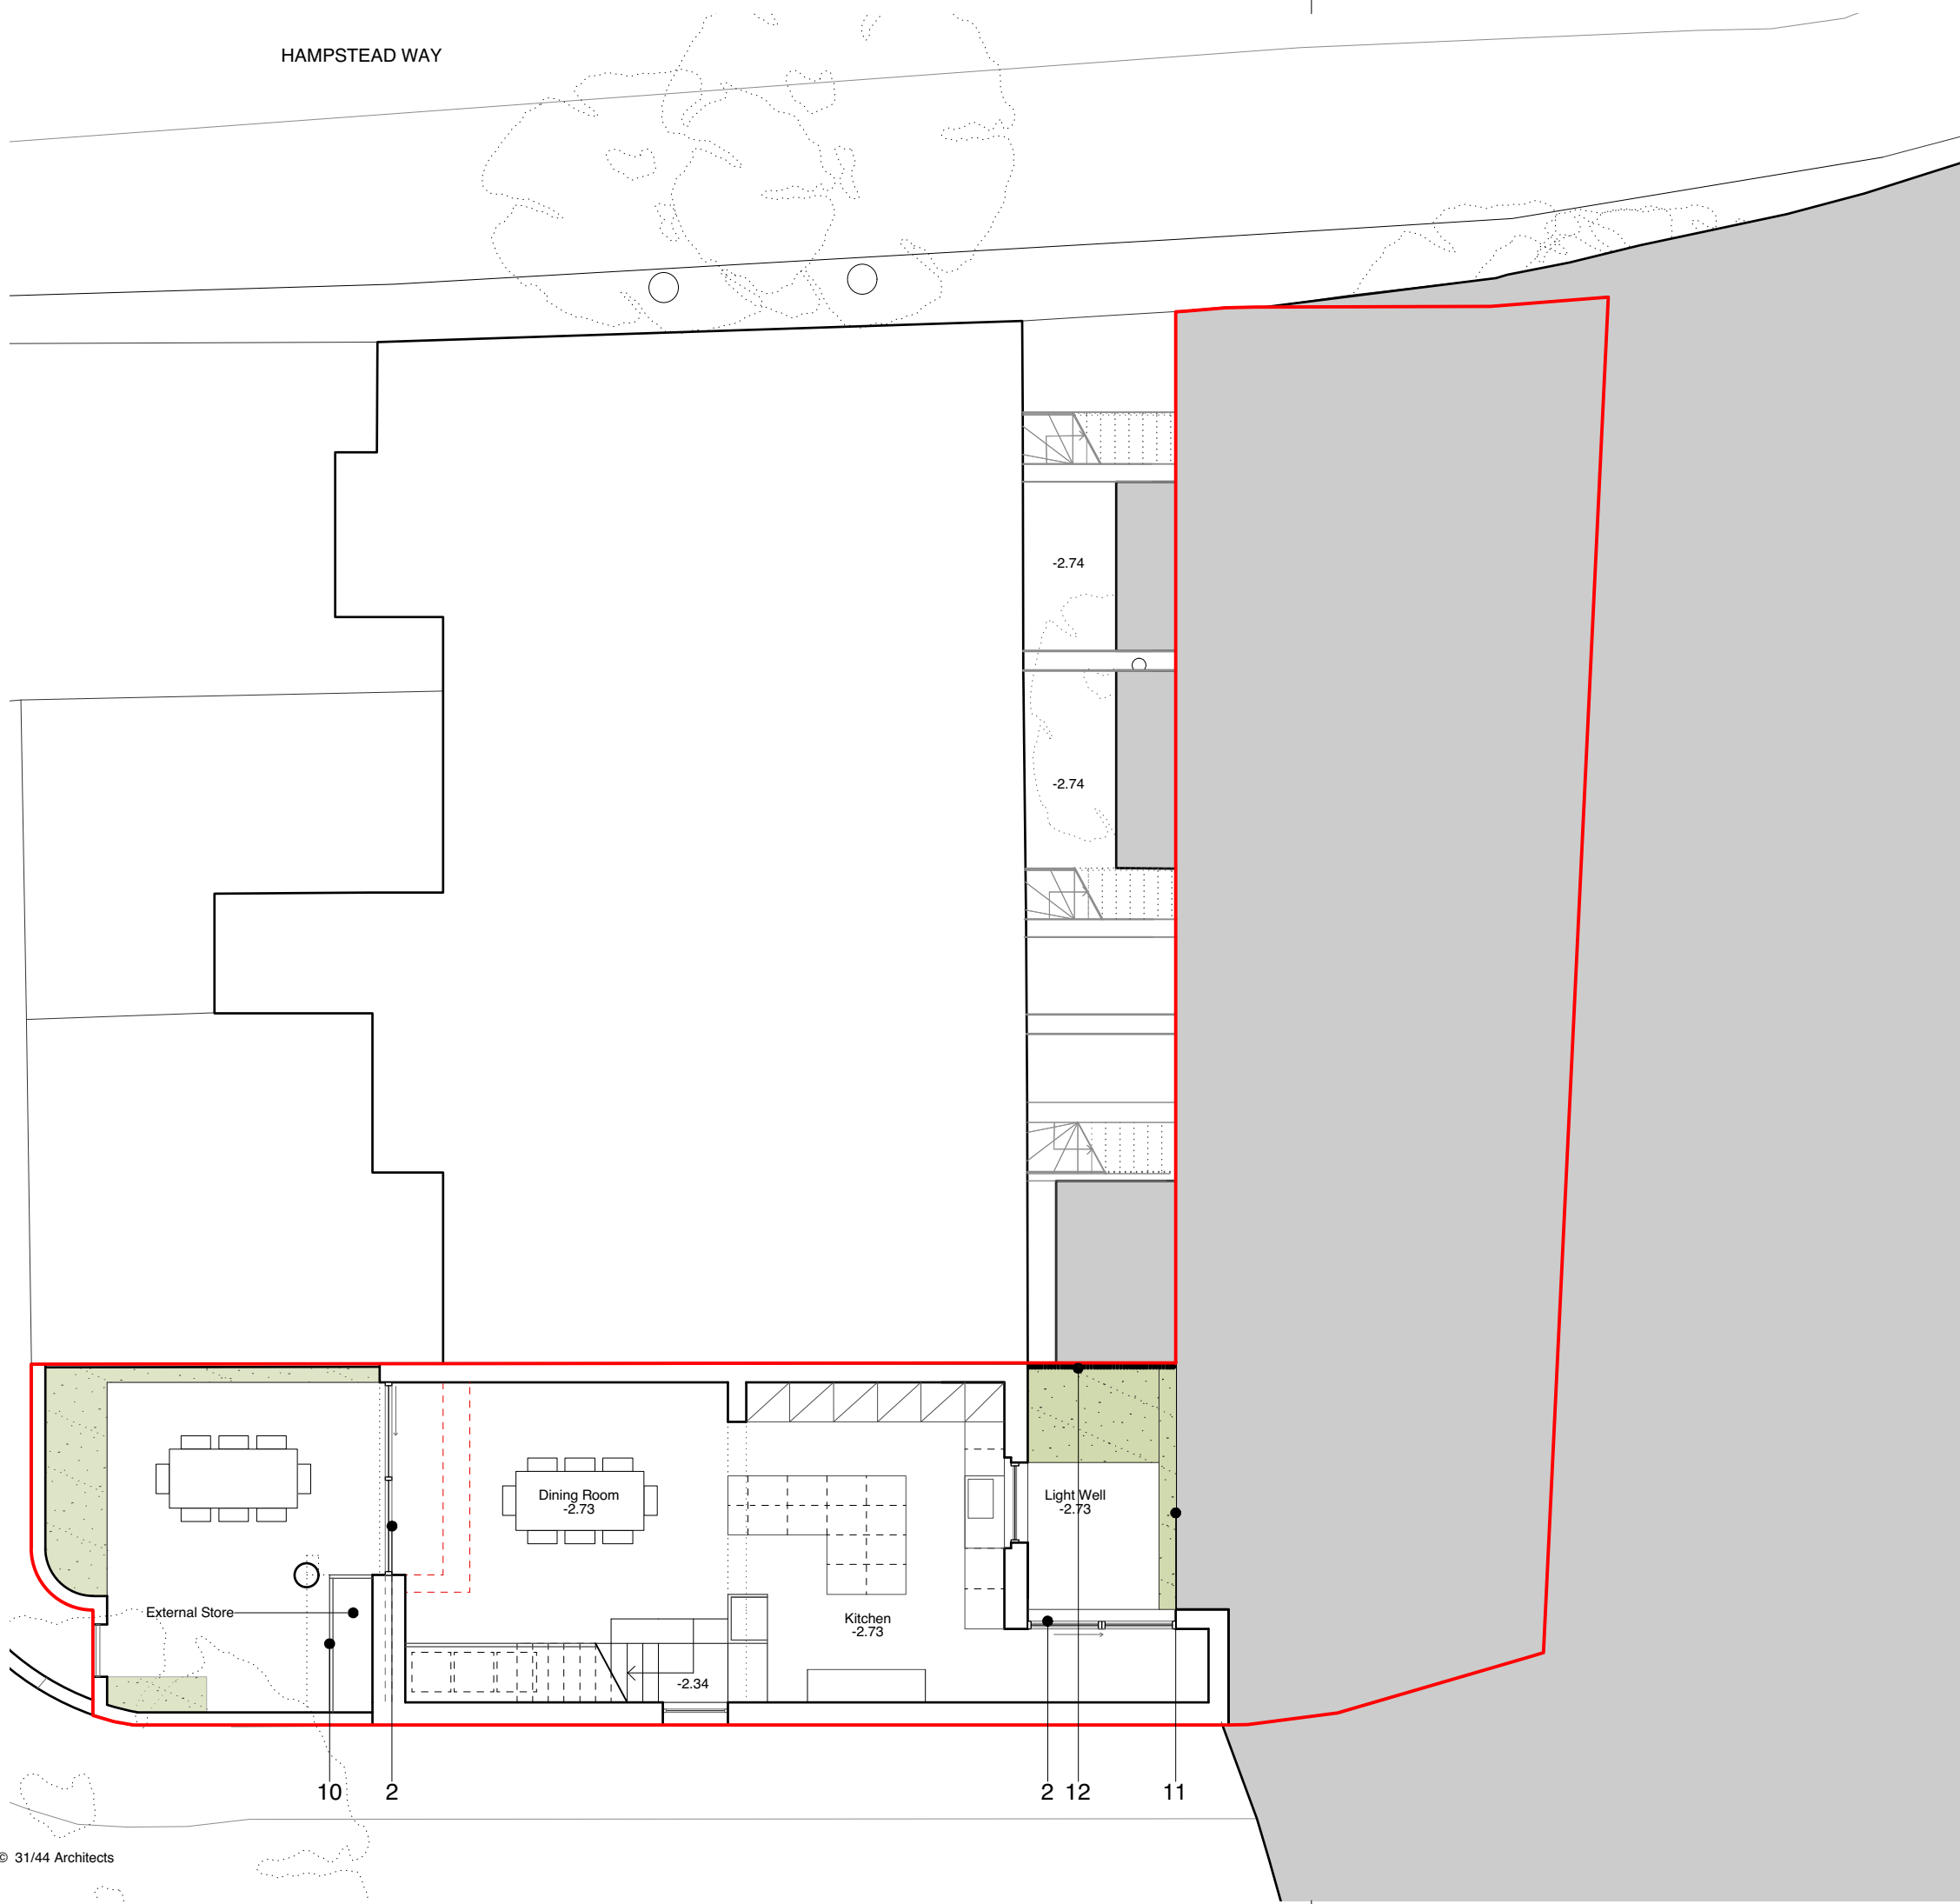 HAMPSTEAD WAY
-2.74
-2.74
Dining Room
-2.73
Light Well
-2.73
External Store
Kitchen
-2.73
-2.34
10
2
2
12
11
© 31/44 Architects